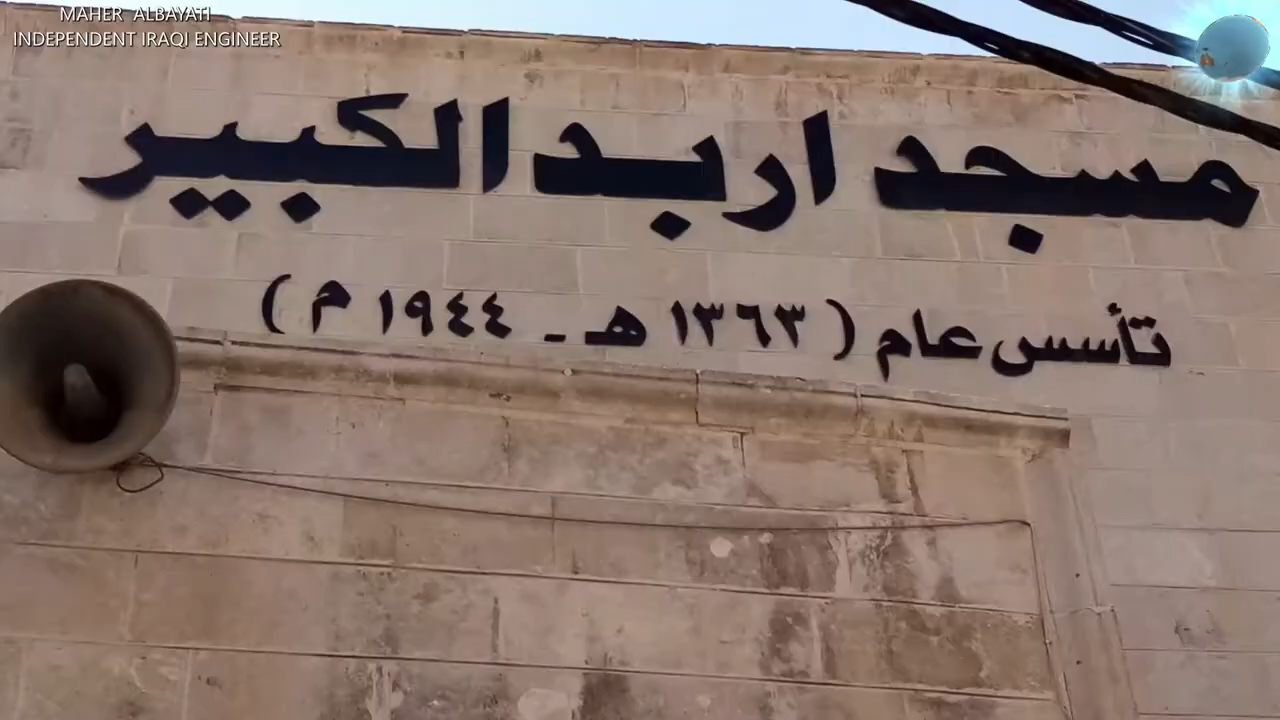 MAHER ALBAYATI
INDEPENDENT IRAQI ENGINEER
مسجد اربد الكبير
تأسس عام ( ١٣٦٣ هـ - ١٩٤٤ م )